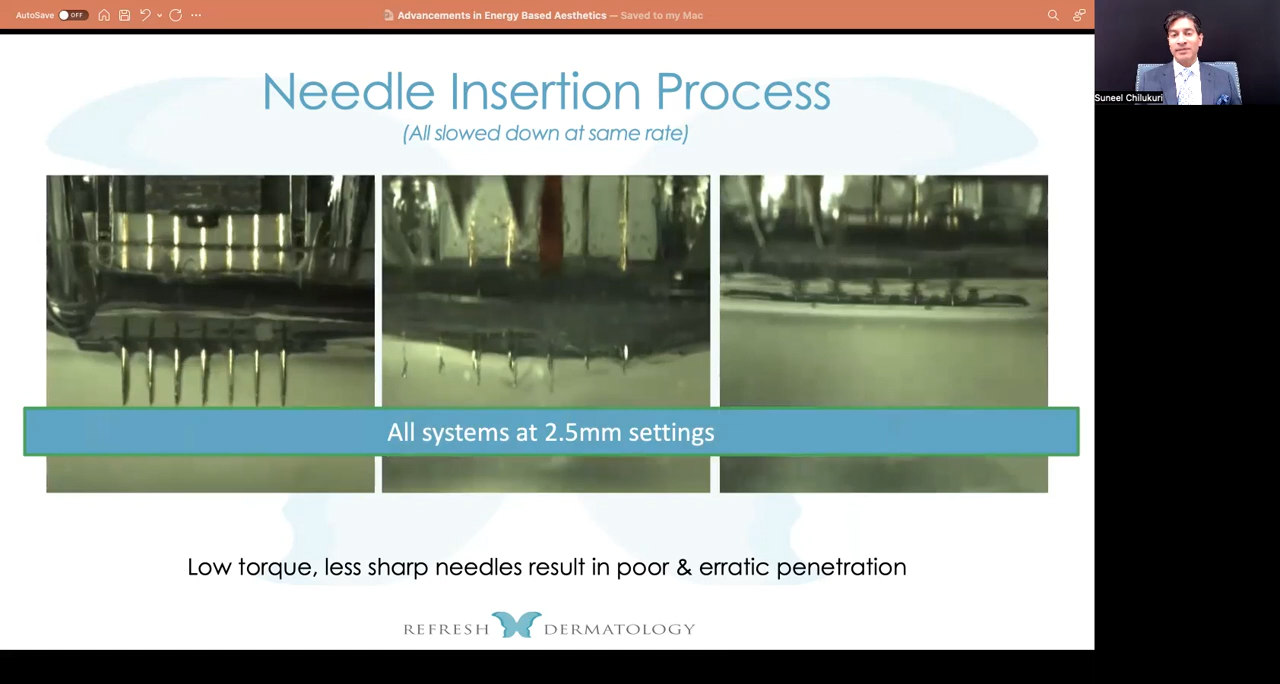 AutoSave OFF
Advancements in Energy Based Aesthetics — Saved to my Mac
Suneel Chilukuri
Needle Insertion Process
(All slowed down at same rate)
All systems at 2.5mm settings
Low torque, less sharp needles result in poor & erratic penetration
REFRESH DERMATOLOGY